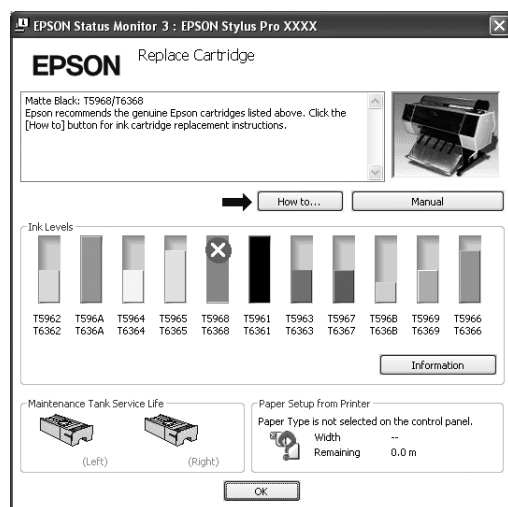 EPSON Status Monitor 3 : EPSON Stylus Pro XXXX
EPSON
Replace Cartridge
Matte Black: T5968/T6368
Epson recommends the genuine Epson cartridges listed above. Click the
[How to] button for ink cartridge replacement instructions.
How to...
Manual
Ink Levels
T5962 T596A T5964 T5965 T5968 T5961 T5963 T5967 T596B T5969 T5966
T6362 T636A T6364 T6365 T6368 T6361 T6363 T6367 T636B T6369 T6366
Information
Maintenance Tank Service Life
(Left)
(Right)
Paper Setup from Printer
Paper Type is not selected on the control panel.
Width --
Remaining 0.0 m
OK